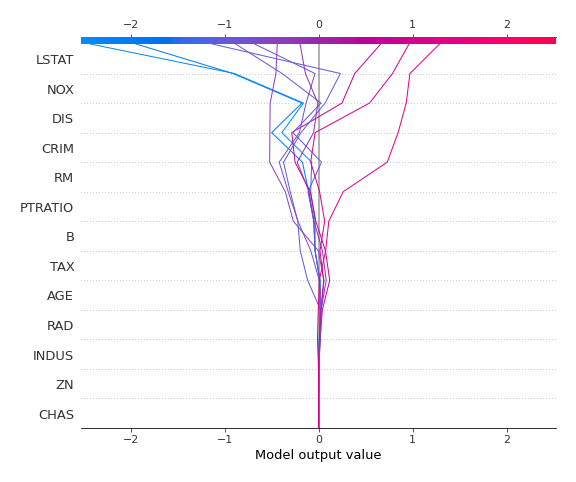 −2 −1 0 1 2
LSTAT
NOX
DIS
CRIM
RM
PTRATIO
B
TAX
AGE
RAD
INDUS
ZN
CHAS
−2 −1 0 1 2
Model output value